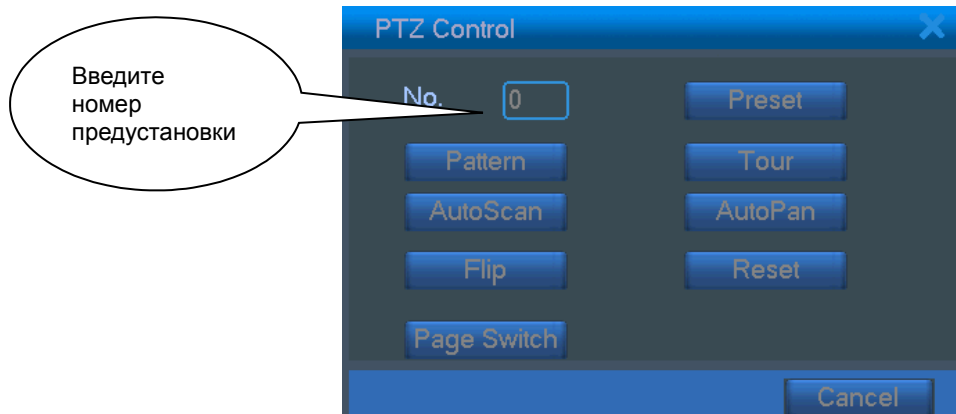 PTZ Control
Введите
номер
предустановки
No. 0 Preset
Pattern Tour
AutoScan AutoPan
Flip Reset
Page Switch
Cancel